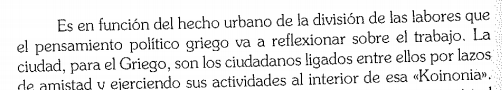 Es en función del hecho urbano de la división de las labores que
el pensamiento político griego va a reflexionar sobre el trabajo. La
ciudad, para el Griego, son los ciudadanos ligados entre ellos por lazos
de amistad y ejerciendo sus actividades al interior de esa «Koinonia».